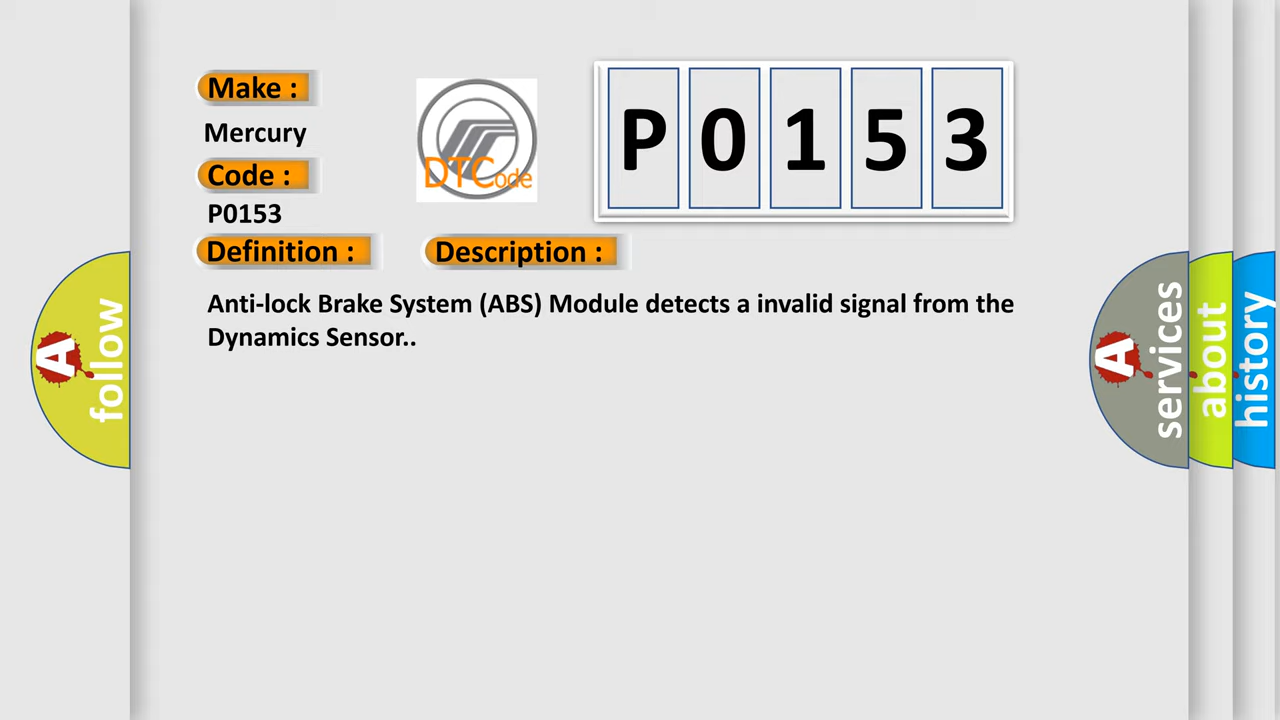 Make :
Mercury
Code :
P0153
Definition :
Description :
Anti-lock Brake System (ABS) Module detects a invalid signal from the
Dynamics Sensor..
DTCode
P 0 1 5 3
A follow
A services
about
history